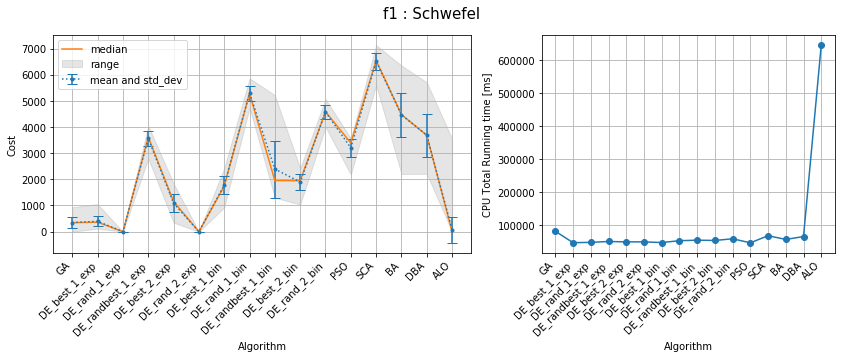 f1 : Schwefel
median
range
mean and std_dev
Cost
7000
6000
5000
4000
3000
2000
1000
0
GA
DE_best_1_exp
DE_rand_1_exp
DE_randbest_1_exp
DE_best_2_exp
DE_rand_2_exp
DE_best_1_bin
DE_rand_1_bin
DE_randbest_1_bin
DE_best_2_bin
DE_rand_2_bin
PSO
SCA
BA
DBA
ALO
Algorithm
CPU Total Running time [ms]
600000
500000
400000
300000
200000
100000
GA
DE_best_1_exp
DE_rand_1_exp
DE_randbest_1_exp
DE_best_2_exp
DE_rand_2_exp
DE_best_1_bin
DE_rand_1_bin
DE_randbest_1_bin
DE_best_2_bin
DE_rand_2_bin
PSO
SCA
BA
DBA
ALO
Algorithm